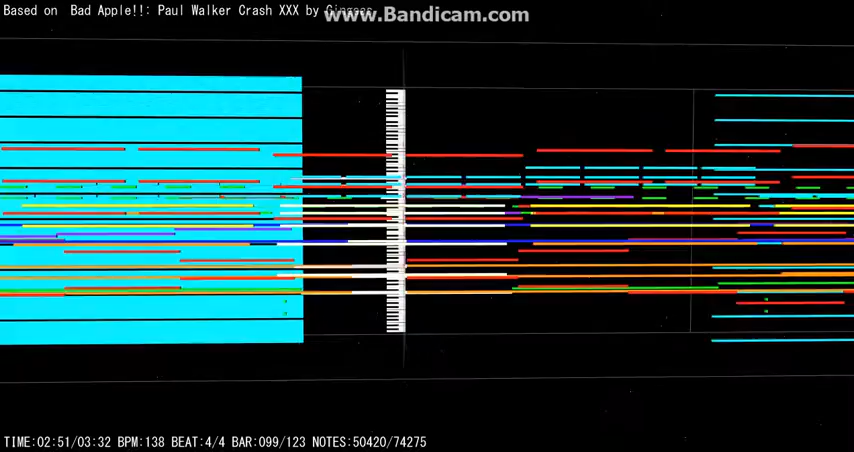 Based on  Bad Apple!!: Paul Walker Crash XXX by
www.Bandicam.com
TIME:02:51/03:32 BPM:138 BEAT:4/4 BAR:099/123 NOTES:50420/74275